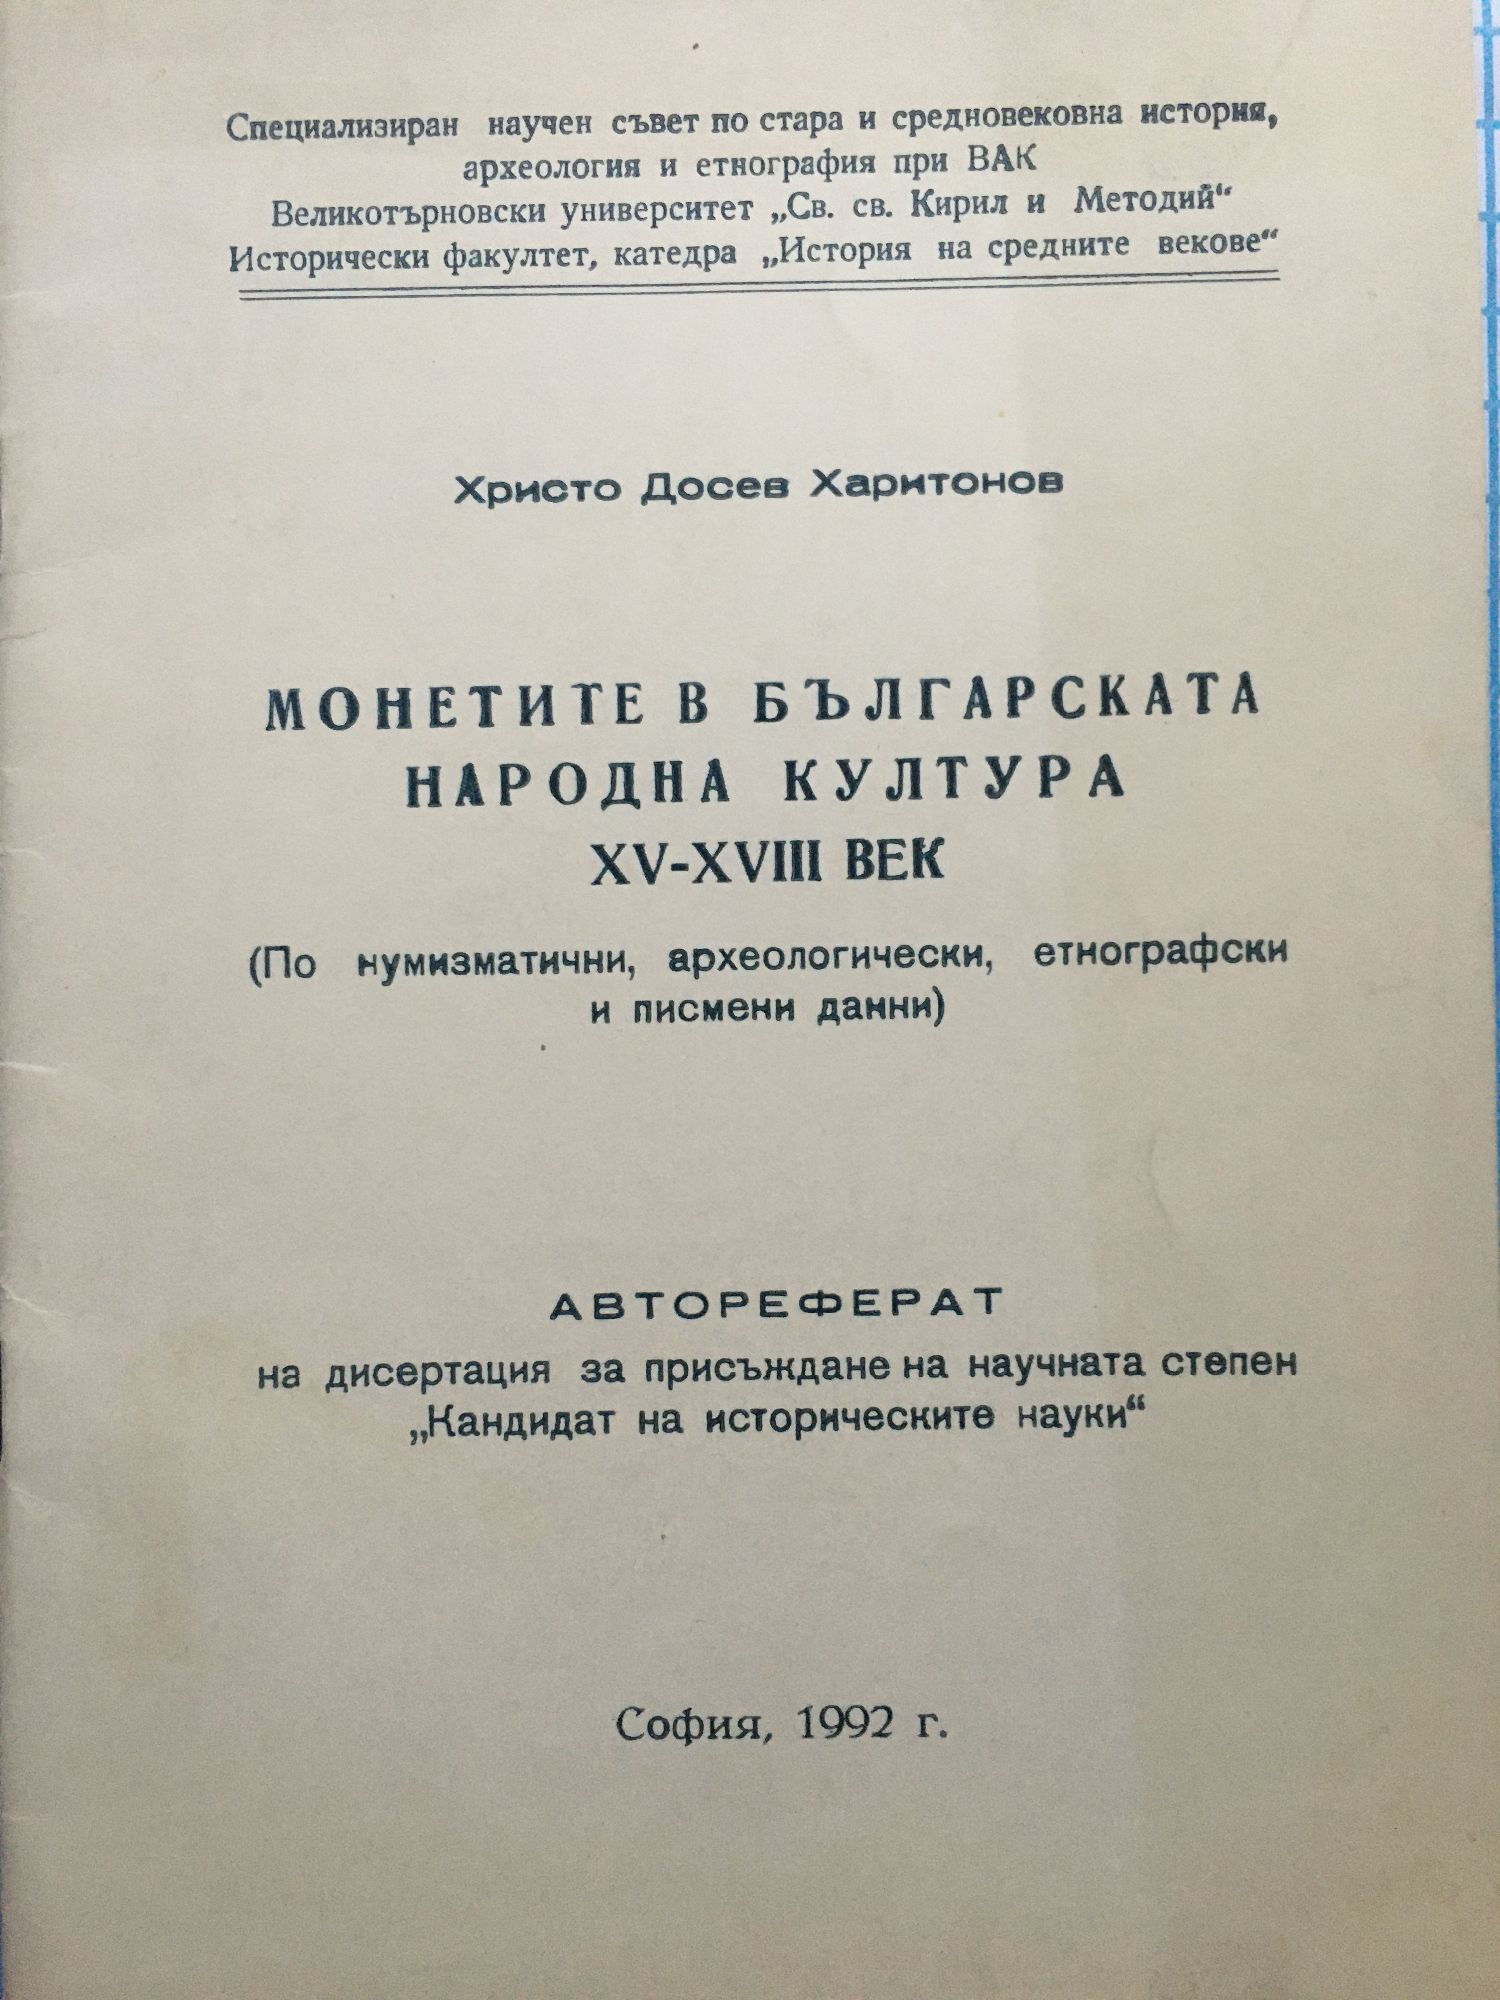 Специализиран научен съвет по стара и средновековна история,
археология и етнография при ВАК
Великотърновски университет „Св. св. Кирил и Методий“
Исторически факултет, катедра „История на средните векове“
Христо Досев Харитонов
МОНЕТИТЕ В БЪЛГАРСКАТА
НАРОДНА КУЛТУРА
XV-XVIII ВЕК
(По нумизматични, археологически, етнографски
и писмени данни)
АВТОРЕФЕРАТ
на дисертация за присъждане на научната степен
„Кандидат на историческите науки“
София, 1992 г.